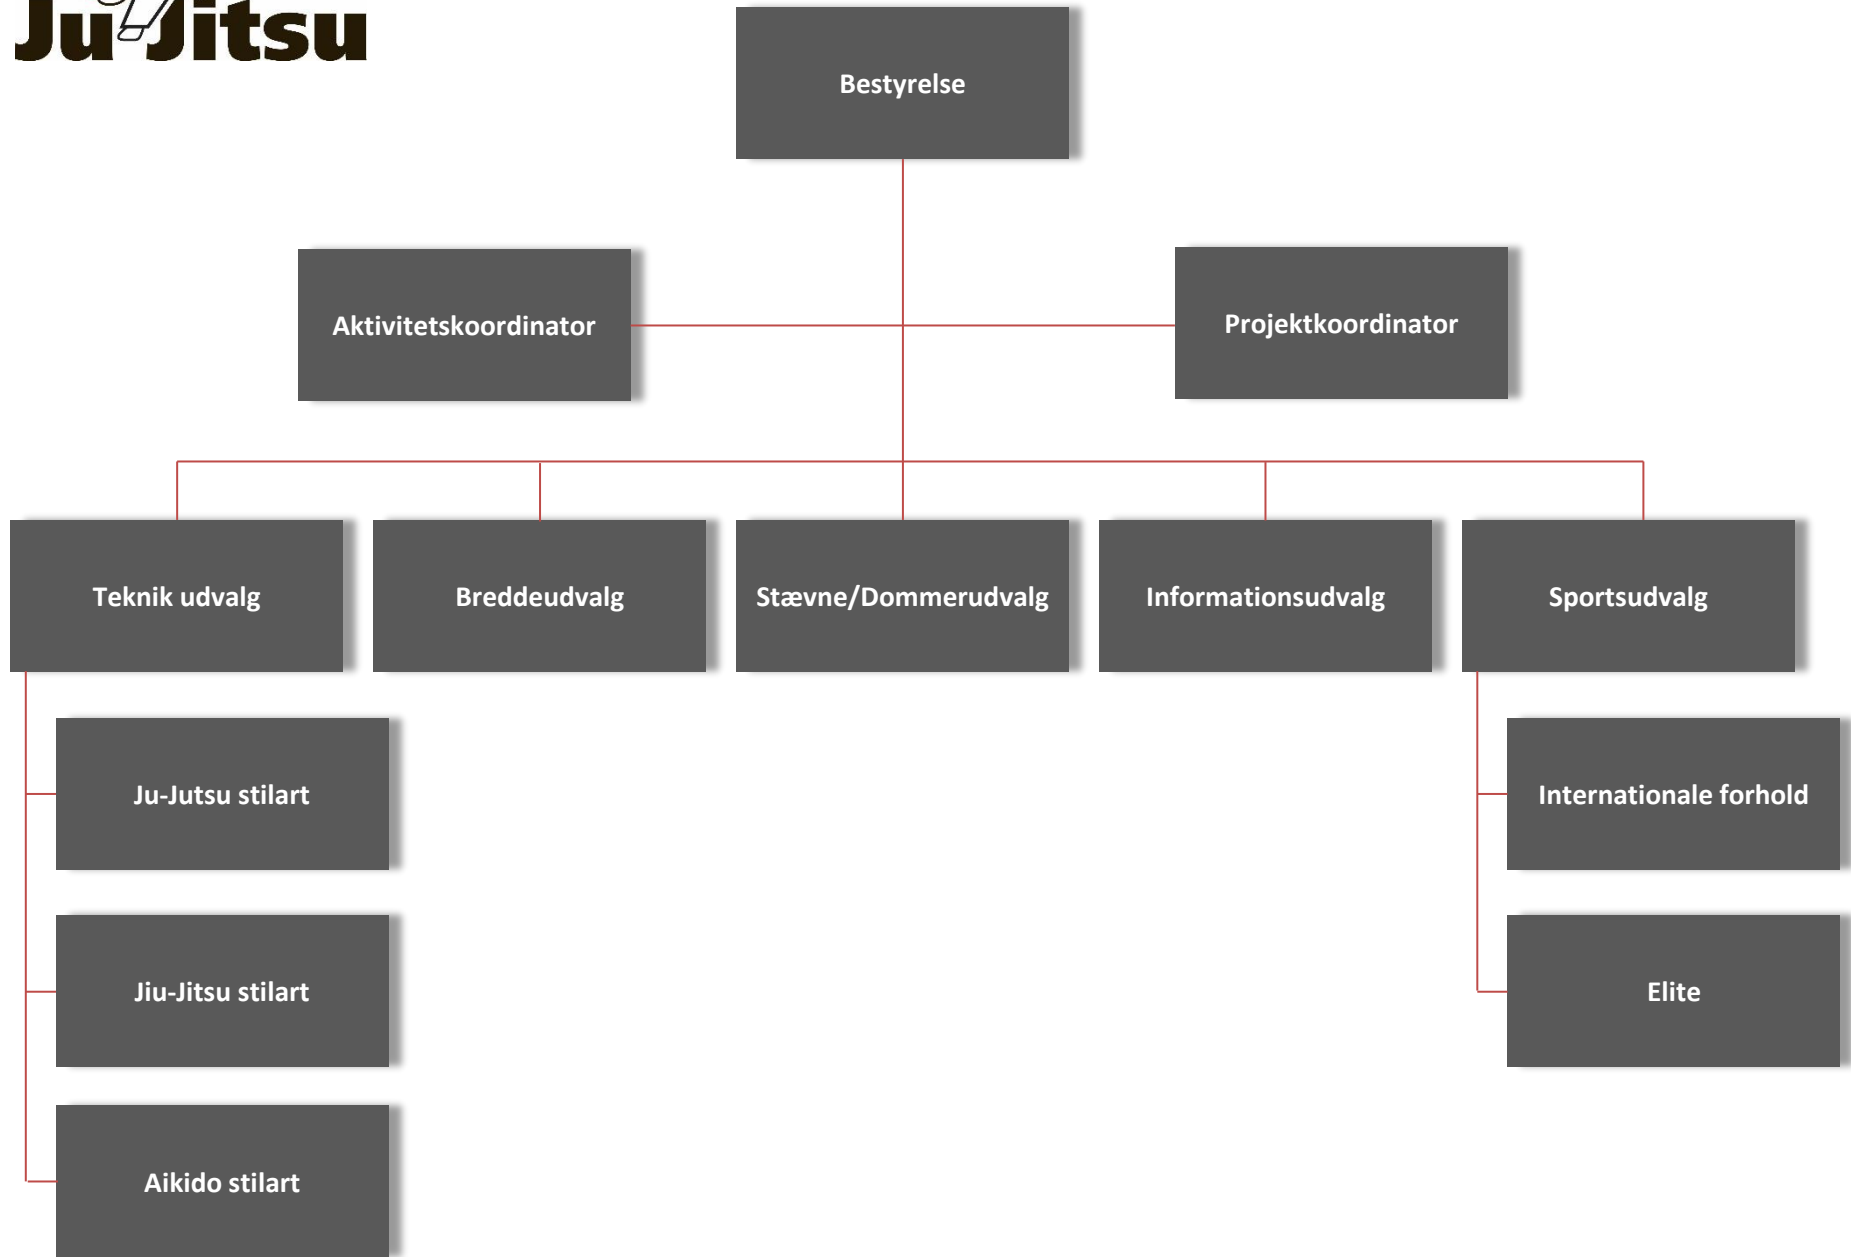 Ju-Jitsu
Bestyrelse
Aktivitetskoordinator
Projektkoordinator
Teknik udvalg
Breddeudvalg
Stævne/Dommerudvalg
Informationsudvalg
Sportsudvalg
Ju-Jutsu stilart
Internationale forhold
Jiu-Jitsu stilart
Elite
Aikido stilart